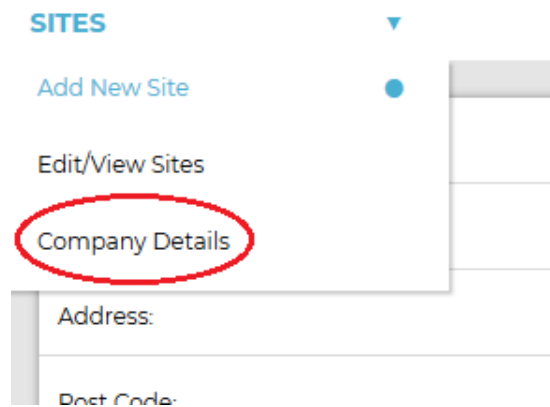 SITES
Add New Site
Edit/View Sites
Company Details
Address:
Post Code: